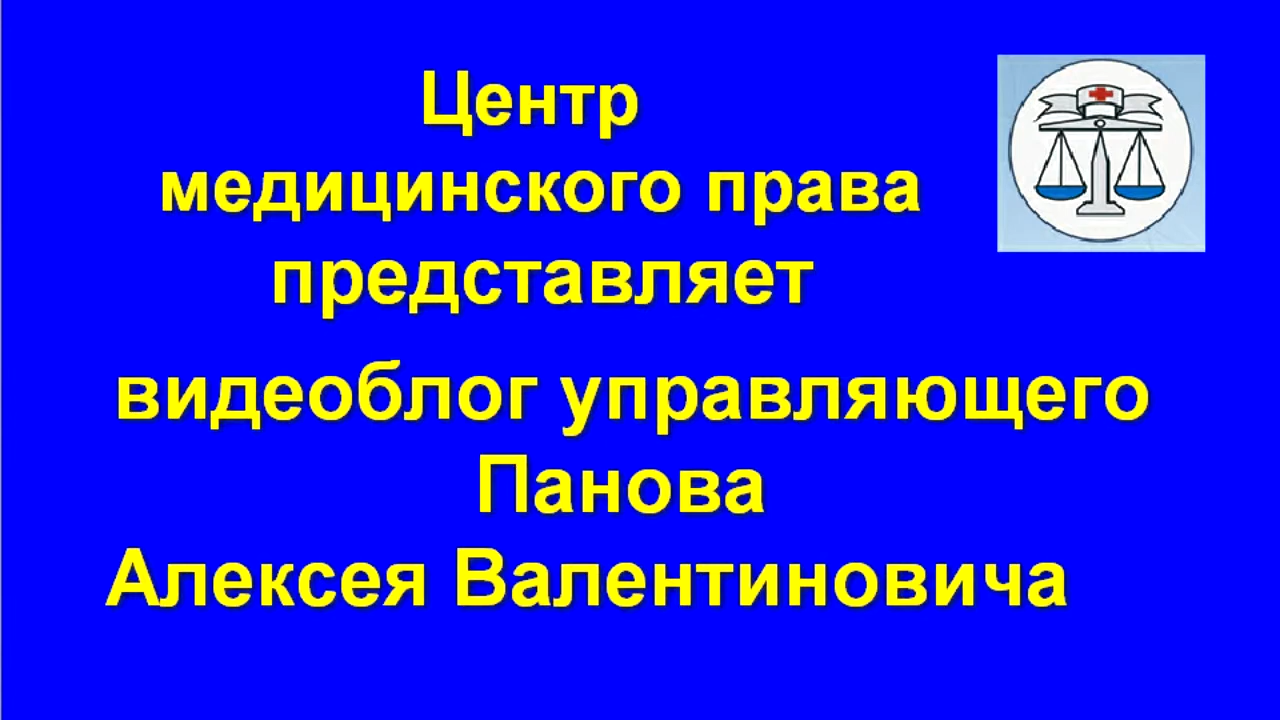 Центр
медицинского права
представляет
видеоблог управляющего
Панова
Алексея Валентиновича